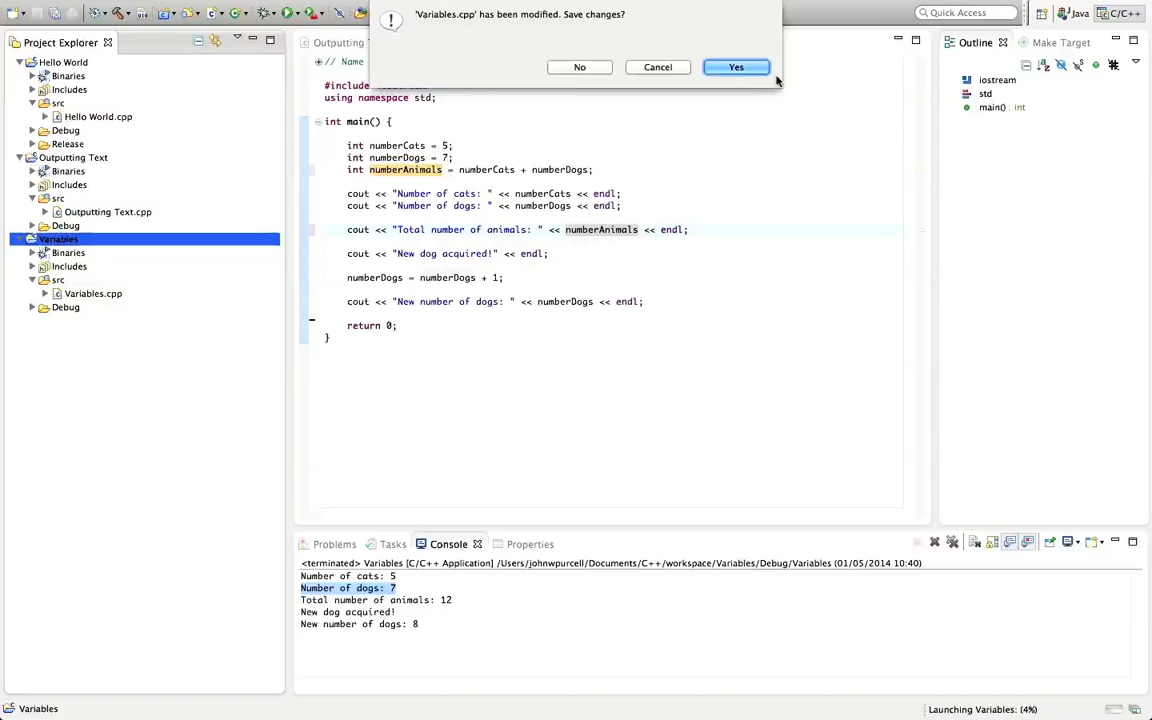 'Variables.cpp' has been modified. Save changes?
No
Cancel
Yes
Quick Access
Java
C/C++
Project Explorer
Hello World
Binaries
Includes
src
Hello World.cpp
Debug
Release
Outputting Text
Binaries
Includes
src
Outputting Text.cpp
Debug
Variables
Binaries
Includes
src
Variables.cpp
Debug
Outputting
// Name
#include
using namespace std;
int main() {
int numberCats = 5;
int numberDogs = 7;
int numberAnimals = numberCats + numberDogs;
cout << "Number of cats: " << numberCats << endl;
cout << "Number of dogs: " << numberDogs << endl;
cout << "Total number of animals: " << numberAnimals << endl;
cout << "New dog acquired!" << endl;
numberDogs = numberDogs + 1;
cout << "New number of dogs: " << numberDogs << endl;
return 0;
}
Outline
Make Target
iostream
std
main() : int
Problems
Tasks
Console
Properties
<terminated> Variables [C/C++ Application] /Users/johnwpurcell/Documents/C++/workspace/Variables/Debug/Variables (01/05/2014 10:40)
Number of cats: 5
Number of dogs: 7
Total number of animals: 12
New dog acquired!
New number of dogs: 8
Variables
Launching Variables: (4%)